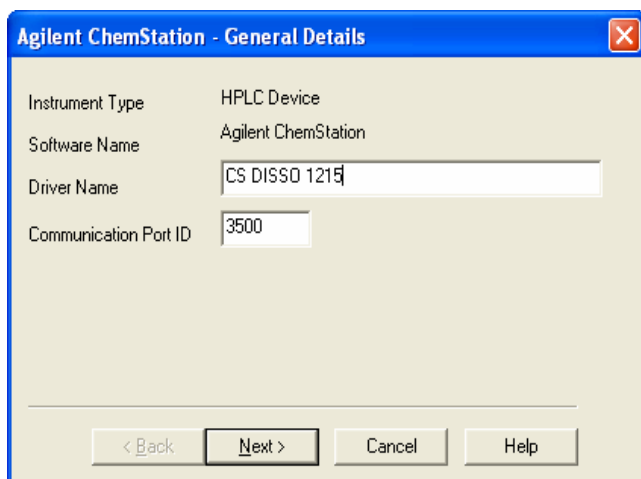 Agilent ChemStation - General Details
Instrument Type HPLC Device
Software Name Agilent ChemStation
Driver Name CS DISSO 1215
Communication Port ID 3500
< Back Next > Cancel Help